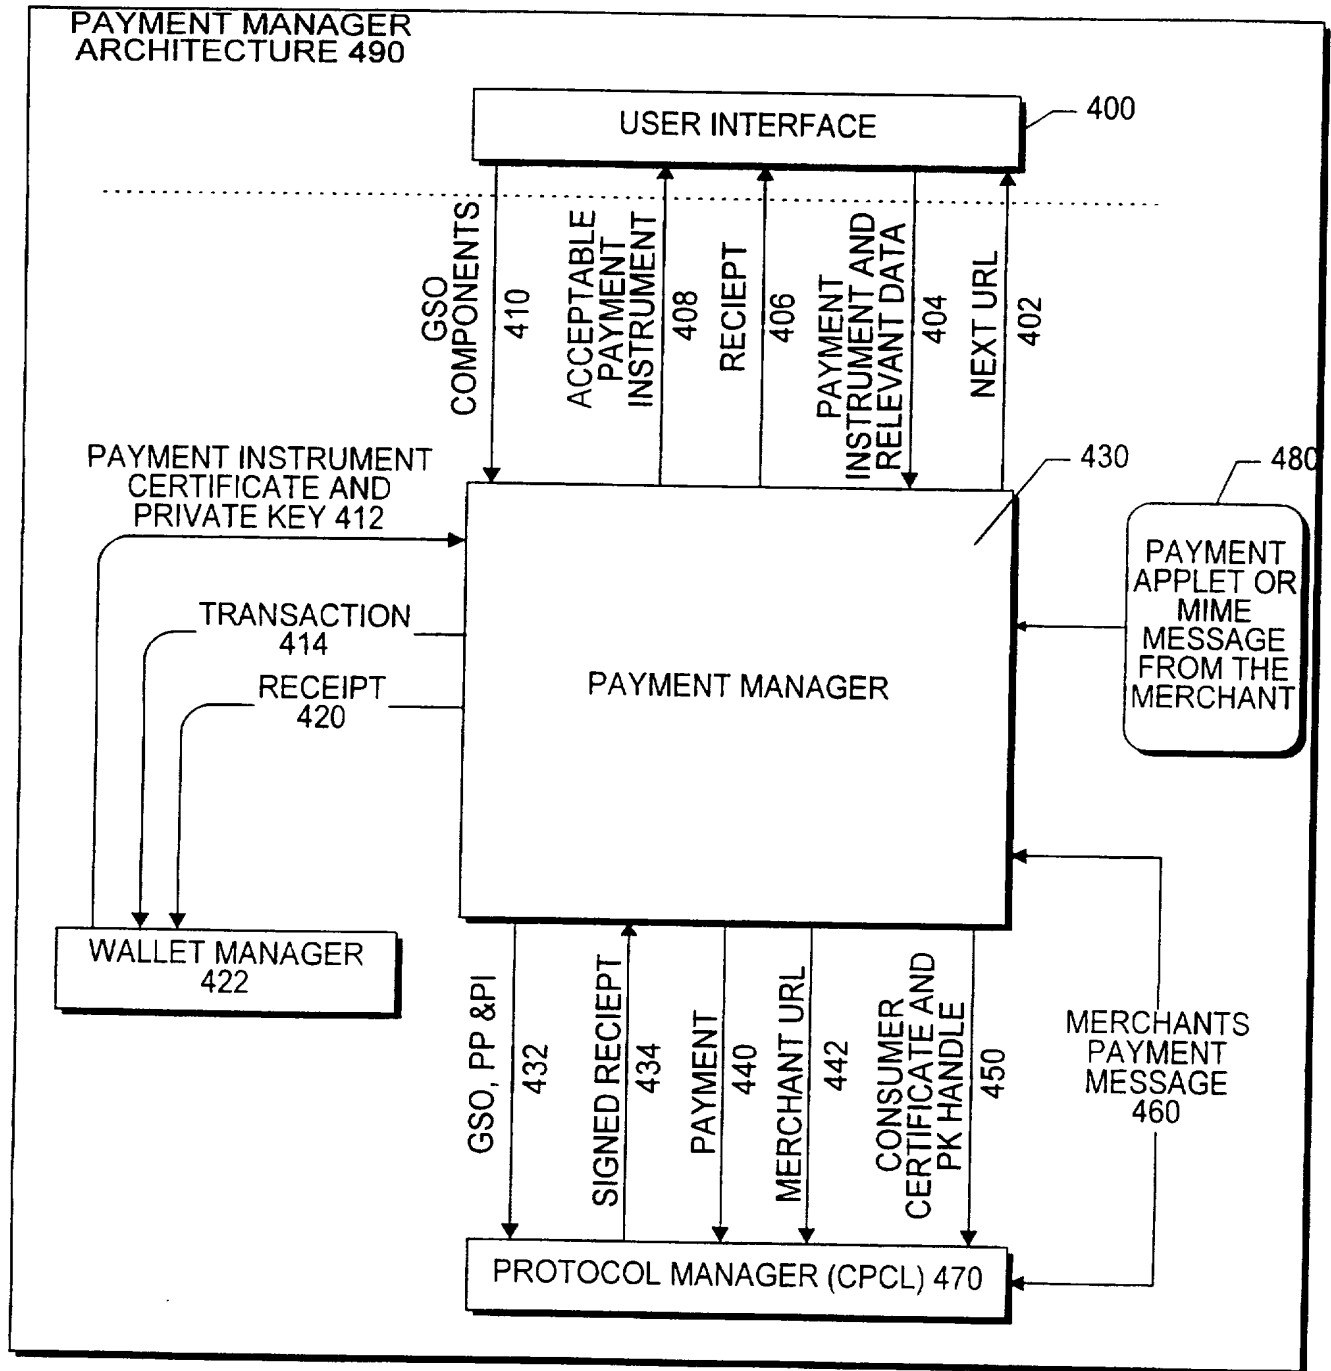 PAYMENT MANAGER
ARCHITECTURE 490
USER INTERFACE
400
GSO
COMPONENTS
410
ACCEPTABLE
PAYMENT
INSTRUMENT
408
RECIEPT
406
PAYMENT
INSTRUMENT AND
RELEVANT DATA
404
NEXT URL
402
PAYMENT INSTRUMENT
CERTIFICATE AND
PRIVATE KEY 412
TRANSACTION
414
RECEIPT
420
430
PAYMENT MANAGER
480
PAYMENT
APPLET OR
MIME
MESSAGE
FROM THE
MERCHANT
WALLET MANAGER
422
GSO, PP &PI
432
SIGNED RECIEPT
434
PAYMENT
440
MERCHANT URL
442
CONSUMER
CERTIFICATE AND
PK HANDLE
450
MERCHANTS
PAYMENT
MESSAGE
460
PROTOCOL MANAGER (CPCL) 470